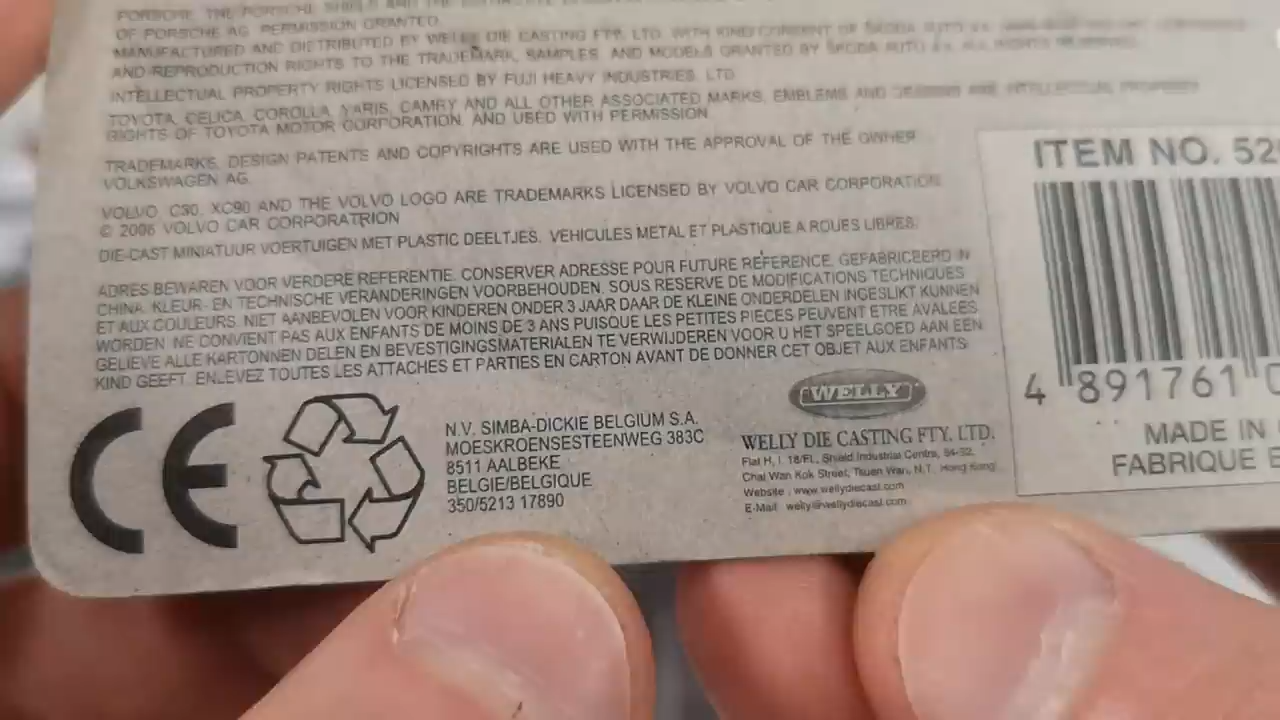 PORSCHE, THE PORSCHE SHIELD AND THE
OF PORSCHE AG. PERMISSION GRANTED.
MANUFACTURED AND DISTRIBUTED BY WELLY DIE CASTING FTY. LTD. WITH KIND CONSENT OF SKODA AUTO
AND REPRODUCTION RIGHTS TO THE TRADEMARK, SAMPLES, AND MODELS GRANTED BY SKODA AUTO ALL RIGHTS RESERVED.
INTELLECTUAL PROPERTY RIGHTS LICENSED BY FUJI HEAVY INDUSTRIES, LTD.
TOYOTA, CELICA, COROLLA, YARIS, CAMRY AND ALL OTHER ASSOCIATED MARKS, EMBLEMS AND DESIGNS ARE INTELLECTUAL PROPERTY
RIGHTS OF TOYOTA MOTOR CORPORATION, AND USED WITH PERMISSION.
TRADEMARKS, DESIGN PATENTS AND COPYRIGHTS ARE USED WITH THE APPROVAL OF THE OWNER
VOLKSWAGEN AG.
VOLVO, C30, XC90 AND THE VOLVO LOGO ARE TRADEMARKS LICENSED BY VOLVO CAR CORPORATION.
© 2006 VOLVO CAR CORPORATRION
DIE-CAST MINIATUUR VOERTUIGEN MET PLASTIC DEELTJES. VEHICULES METAL ET PLASTIQUE A ROUES LIBRES.
ADRES BEWAREN VOOR VERDERE REFERENTIE. CONSERVER ADRESSE POUR FUTURE REFERENCE. GEFABRICEERD IN
CHINA. KLEUR- EN TECHNISCHE VERANDERINGEN VOORBEHOUDEN. SOUS RESERVE DE MODIFICATIONS TECHNIQUES
ET AUX COULEURS. NIET AANBEVOLEN VOOR KINDEREN ONDER 3 JAAR DAAR DE KLEINE ONDERDELEN INGESLIKT KUNNEN
WORDEN. NE CONVIENT PAS AUX ENFANTS DE MOINS DE 3 ANS PUISQUE LES PETITES PIECES PEUVENT ETRE AVALEES.
GELIEVE ALLE KARTONNEN DELEN EN BEVESTIGINGSMATERIALEN TE VERWIJDEREN VOOR U HET SPEELGOED AAN EEN
KIND GEEFT. ENLEVEZ TOUTES LES ATTACHES ET PARTIES EN CARTON AVANT DE DONNER CET OBJET AUX ENFANTS.
CE
N.V. SIMBA-DICKIE BELGIUM S.A.
MOESKROENSESTEENWEG 383C
8511 AALBEKE
BELGIE/BELGIQUE
350/5213 17890
WELLY
WELLY DIE CASTING FTY. LTD.
Flat H, I, 18/Fl., Shield Industrial Centre, 84-92,
Chai Wan Kok Street, Tsuen Wan, N.T., Hong Kong
Website : www.wellydiecast.com
E-Mail : welly@wellydiecast.com
ITEM NO. 52
4 891761 0
MADE IN
FABRIQUE E